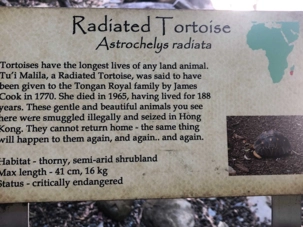 Radiated Tortoise
Astrochelys radiata
Tortoises have the longest lives of any land animal.
Tu'i Malila, a Radiated Tortoise, was said to have
been given to the Tongan Royal family by James
Cook in 1770. She died in 1965, having lived for 188
years. These gentle and beautiful animals you see
here were smuggled illegally and seized in Hong
Kong. They cannot return home - the same thing
will happen to them again, and again.. and again.
Habitat - thorny, semi-arid shrubland
Max length - 41 cm, 16 kg
Status - critically endangered